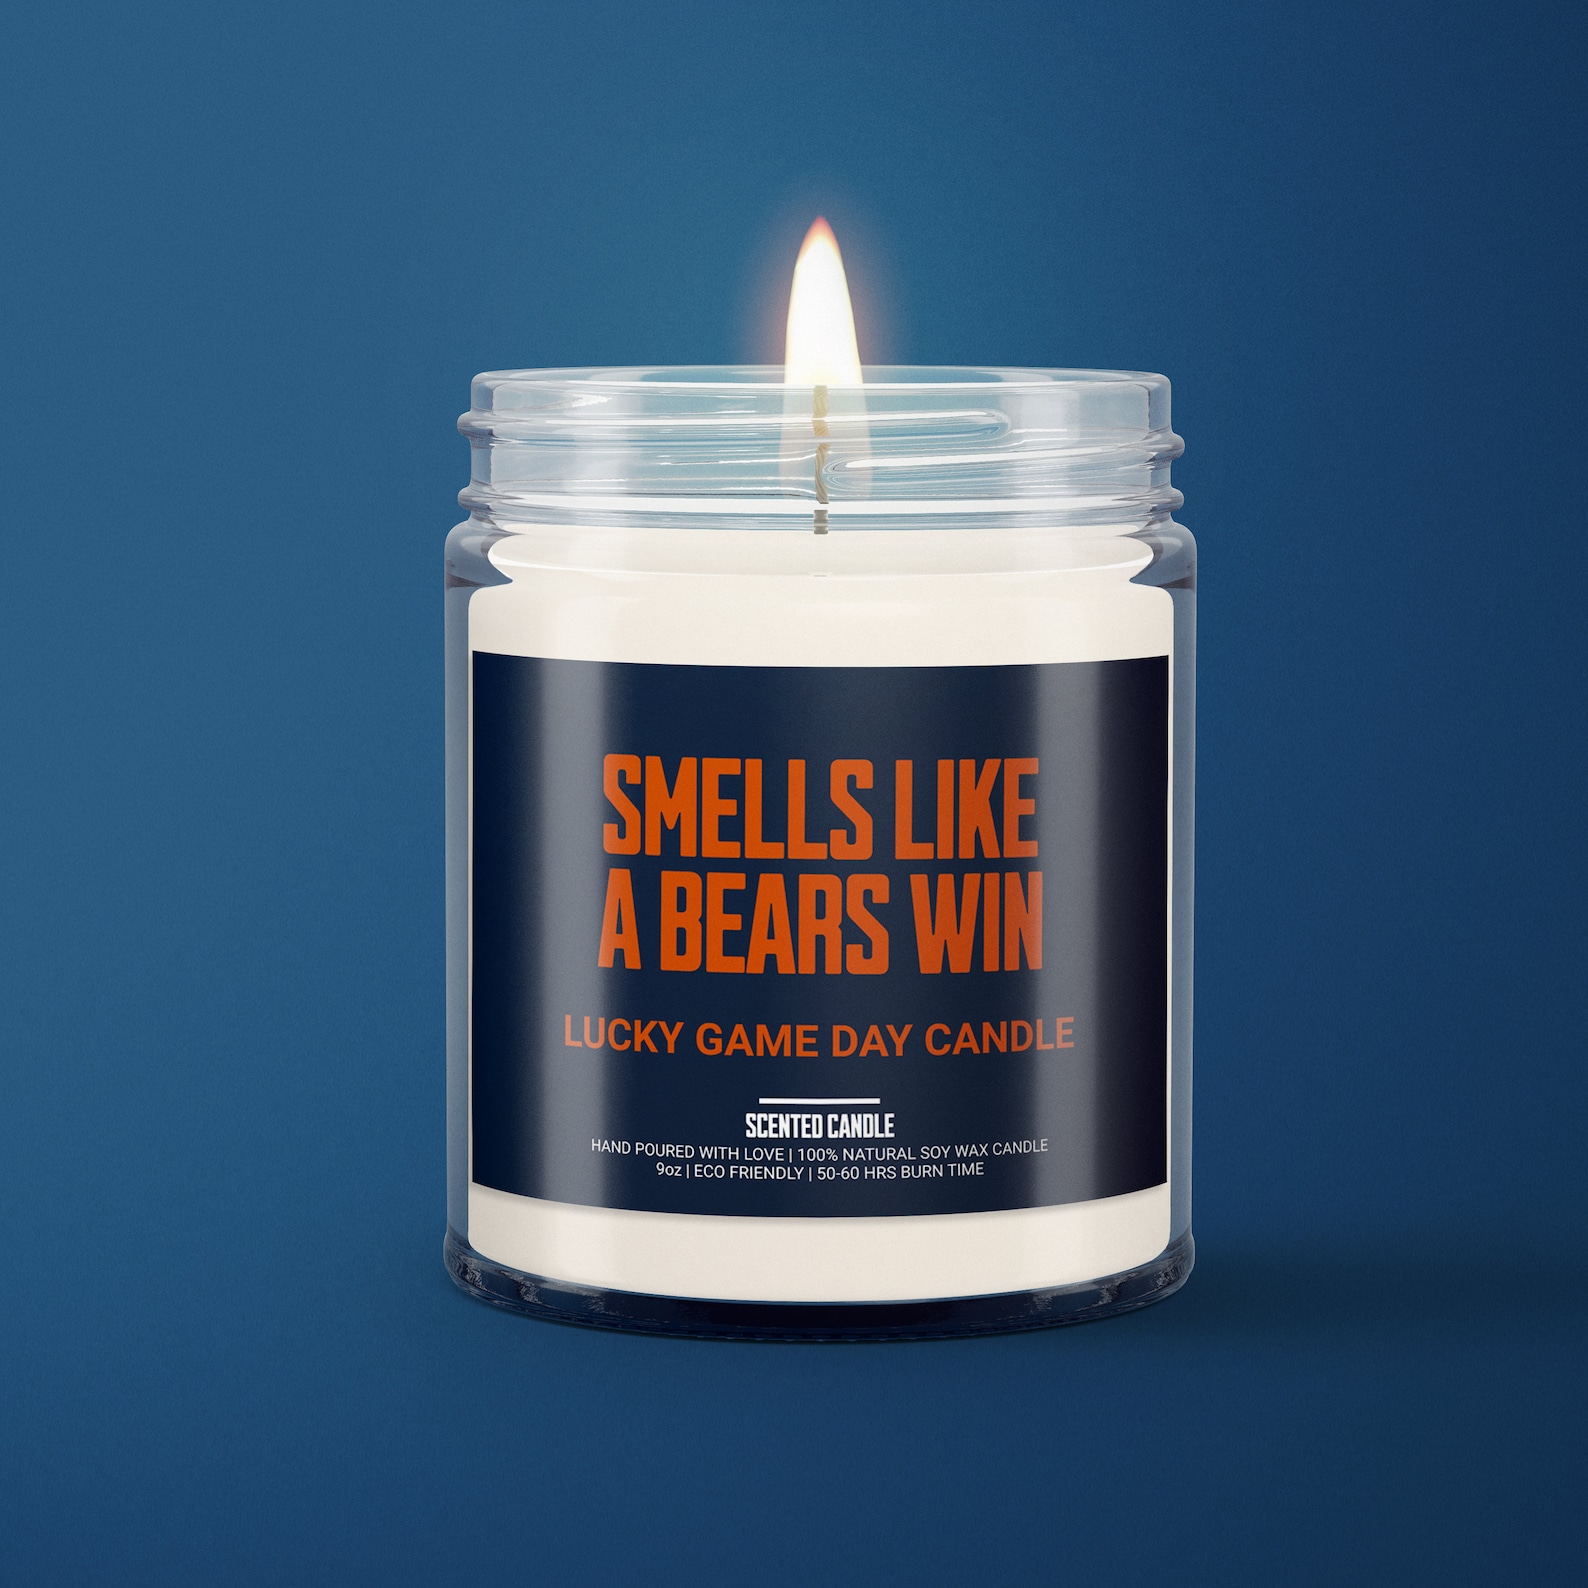 SMELLS LIKE
A BEARS WIN
LUCKY GAME DAY CANDLE
SCENTED CANDLE
HAND POURED WITH LOVE | 100% NATURAL SOY WAX CANDLE
9oz | ECO FRIENDLY | 50-60 HRS BURN TIME